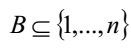 B ⊆ {1,...,n}